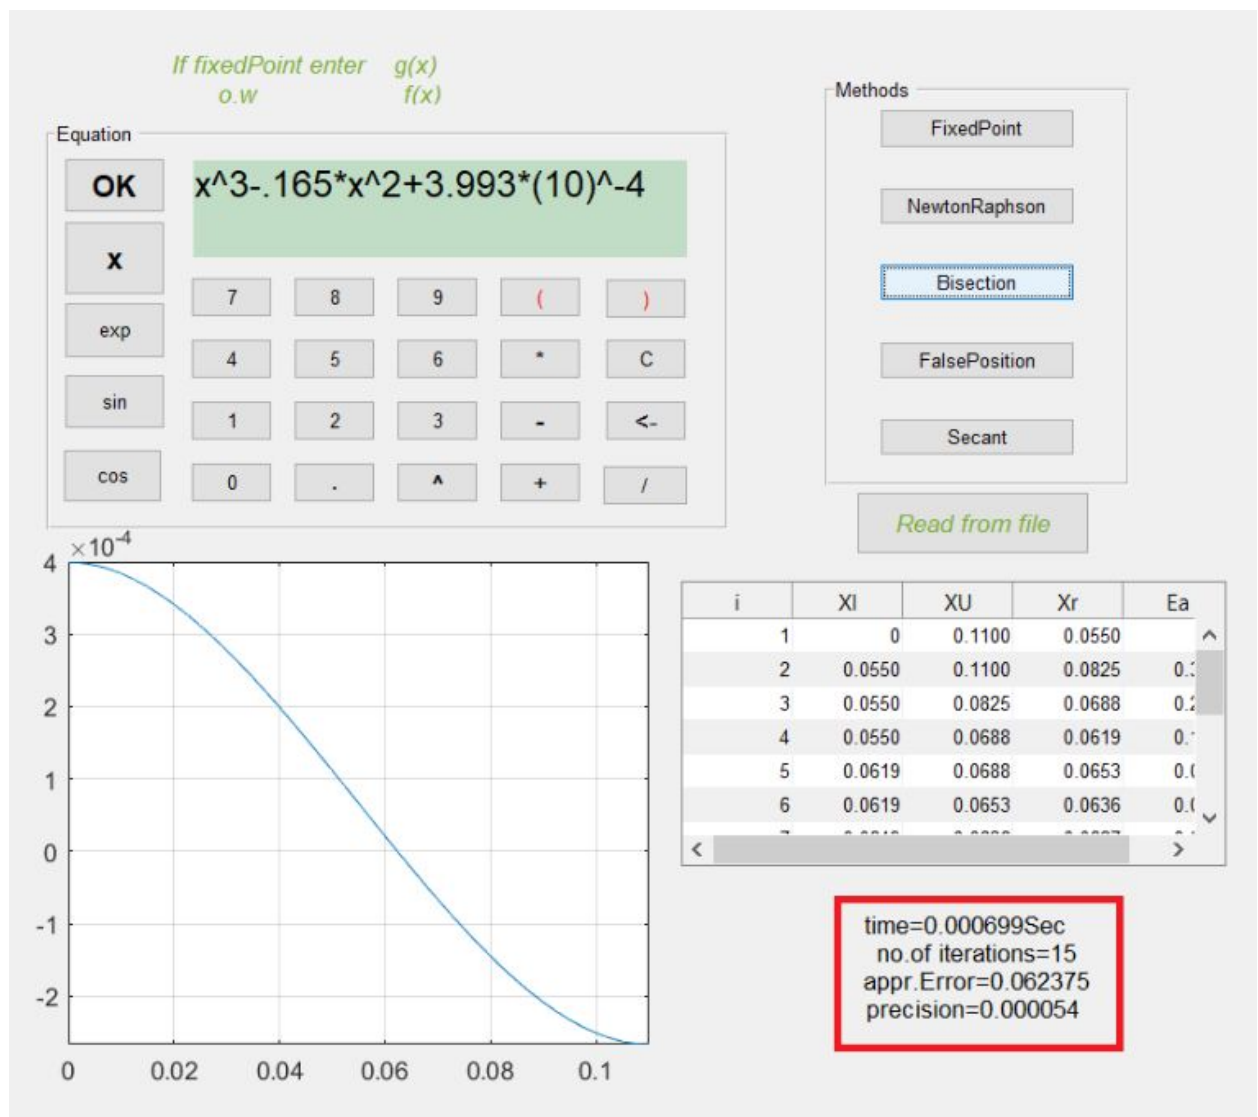 If fixedPoint enter g(x)
o.w f(x)
Equation
OK
x^3-.165*x^2+3.993*(10)^-4
x
7 8 9 ( )
exp
4 5 6 * C
sin
1 2 3 - <-
cos
0 . ^ + /
Methods
FixedPoint
NewtonRaphson
Bisection
FalsePosition
Secant
Read from file
×10^-4
4
3
2
1
0
-1
-2
0 0.02 0.04 0.06 0.08 0.1
i Xl XU Xr Ea
1 0 0.1100 0.0550
2 0.0550 0.1100 0.0825
3 0.0550 0.0825 0.0688
4 0.0550 0.0688 0.0619
5 0.0619 0.0688 0.0653
6 0.0619 0.0653 0.0636
time=0.000699Sec
no.of iterations=15
appr.Error=0.062375
precision=0.000054